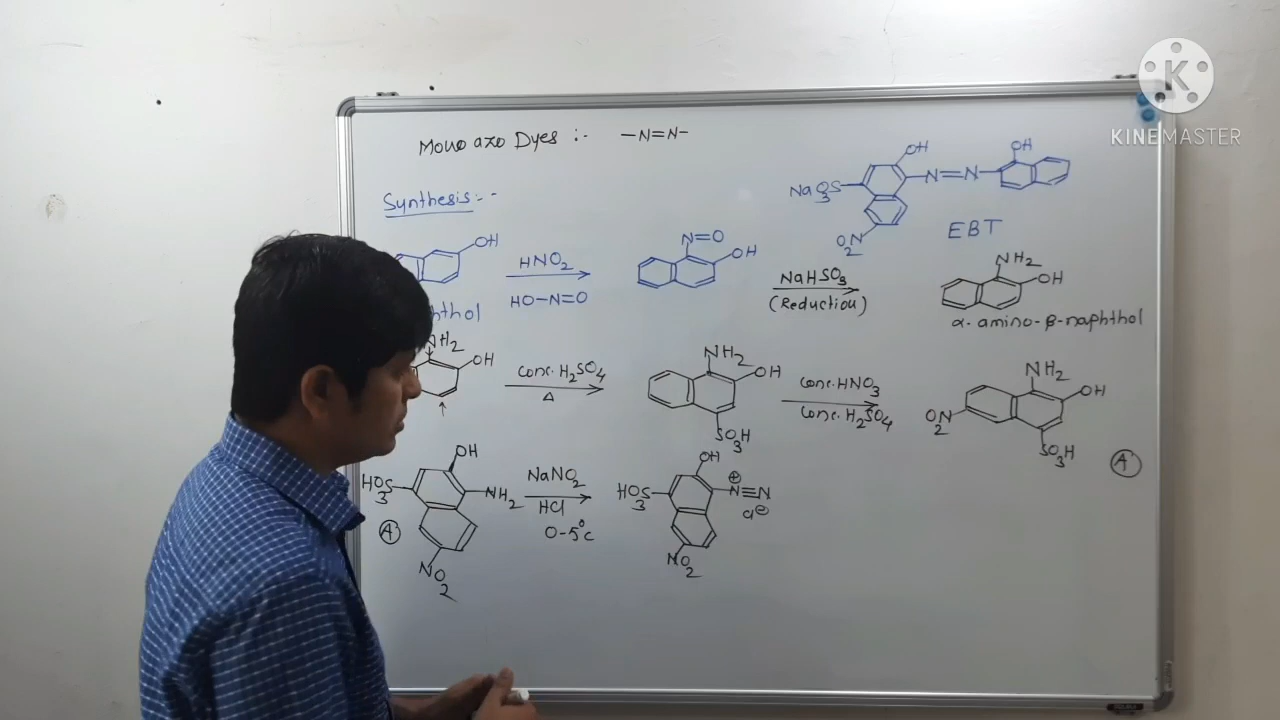 Mono azo Dyes :- –N=N–
K
KINEMASTER
Synthesis:-
NaO3S OH N=N OH
O2N
EBT
OH HNO2 N=O OH NaHSO3 NH2 OH
HO–N=O (Reduction)
hthol α-amino-β-naphthol
NH2 OH Conc. H2SO4 NH2 OH Conc. HNO3 NH2 OH
Δ SO3H Conc. H2SO4 O2N SO3H
A
HO3S OH NH2 NaNO2 HO3S OH ⊕ N≡N
A HCl Cl⊖
0-5°c
NO2 NO2